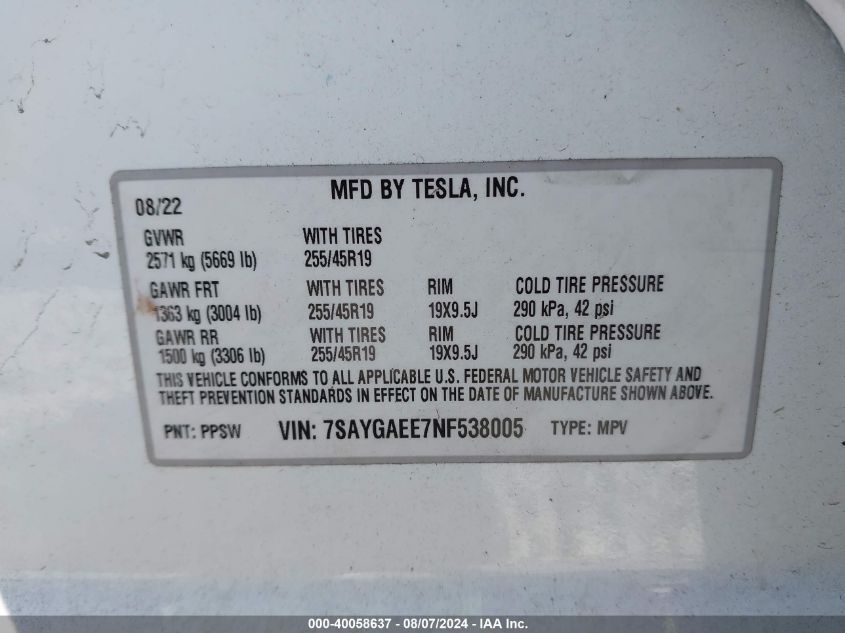 08/22 MFD BY TESLA, INC.
GVWR WITH TIRES
2571 kg (5669 lb) 255/45R19
GAWR FRT WITH TIRES RIM COLD TIRE PRESSURE
1363 kg (3004 lb) 255/45R19 19X9.5J 290 kPa, 42 psi
GAWR RR WITH TIRES RIM COLD TIRE PRESSURE
1500 kg (3306 lb) 255/45R19 19X9.5J 290 kPa, 42 psi
THIS VEHICLE CONFORMS TO ALL APPLICABLE U.S. FEDERAL MOTOR VEHICLE SAFETY AND
THEFT PREVENTION STANDARDS IN EFFECT ON THE DATE OF MANUFACTURE SHOWN ABOVE.
PNT: PPSW VIN: 7SAYGAEE7NF538005 TYPE: MPV
000-40058637 - 08/07/2024 - IAA Inc.